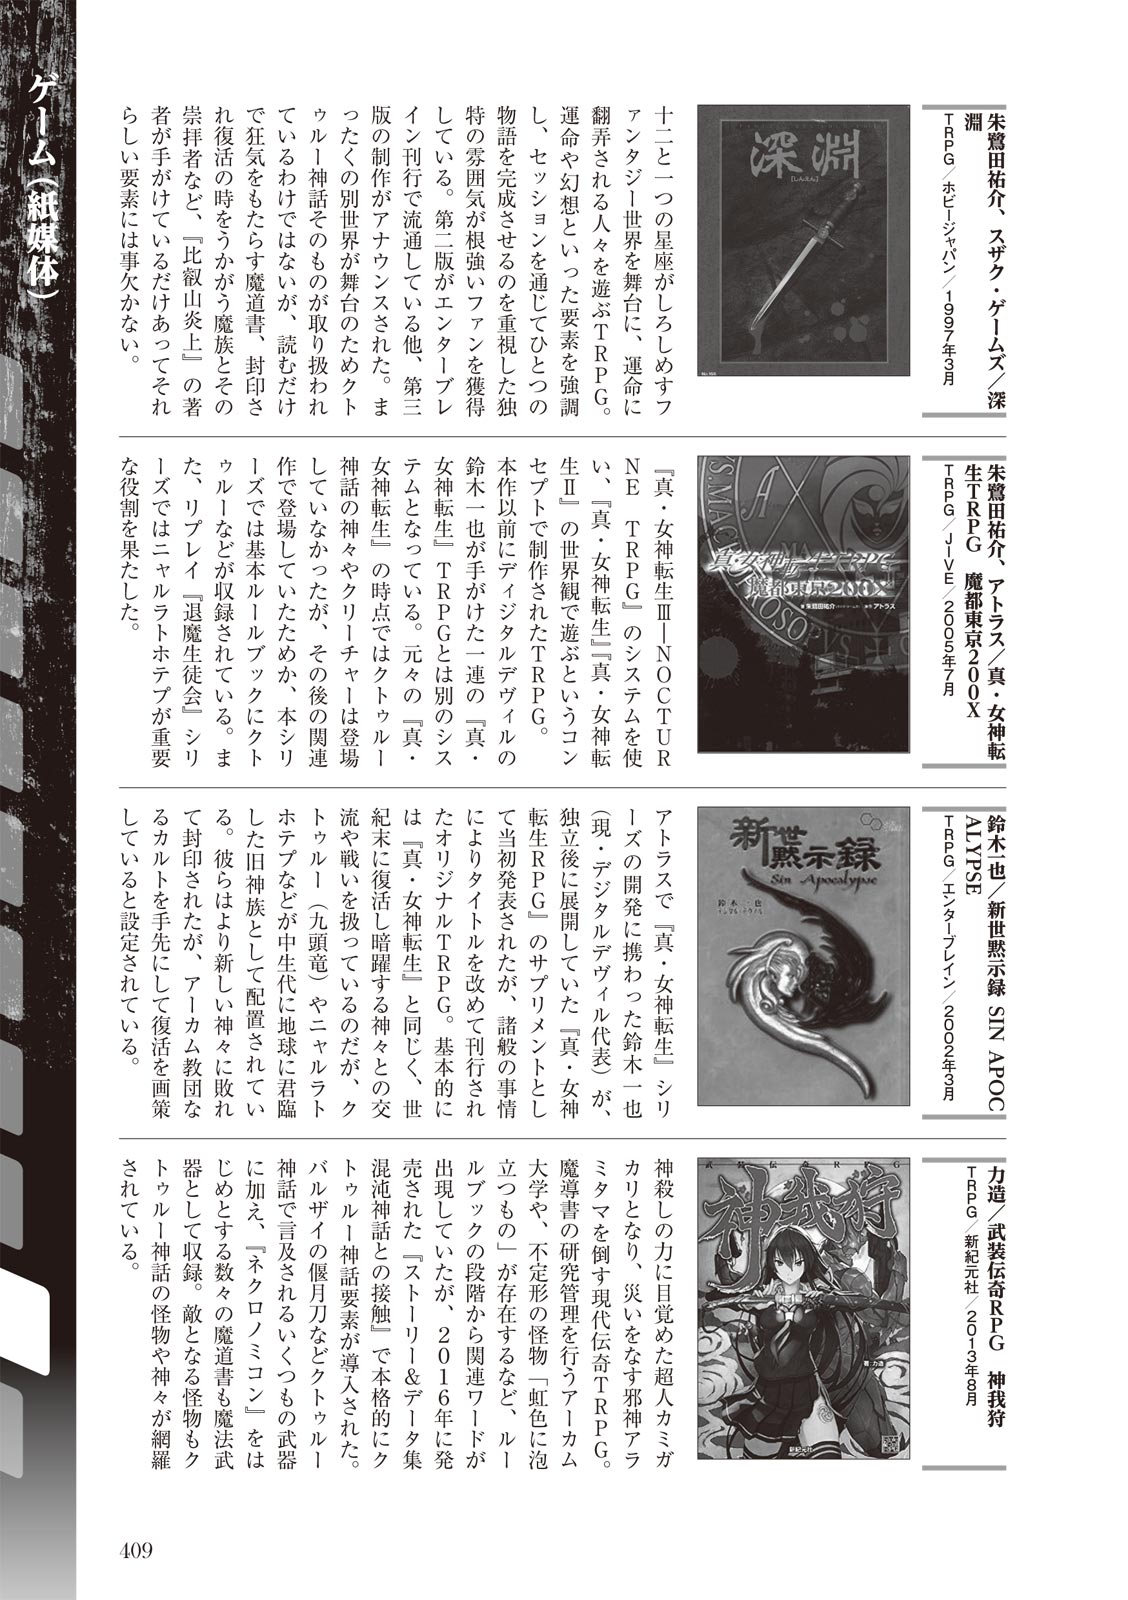 ゲーム（紙媒体）
朱鷺田祐介、スザク・ゲームズ／深
淵
TRPG／ホビージャパン／1997年3月
深淵
［しんえん］
十二と一つの星座がしろしめすフ
ァンタジー世界を舞台に、運命に
翻弄される人々を遊ぶTRPG。
運命や幻想といった要素を強調
し、セッションを通じてひとつの
物語を完成させるのを重視した独
特の雰囲気が根強いファンを獲得
している。第二版がエンターブレ
イン刊行で流通している他、第三
版の制作がアナウンスされた。ま
ったくの別世界が舞台のためクト
ゥルー神話そのものが取り扱われ
ているわけではないが、読むだけ
で狂気をもたらす魔道書、封印さ
れ復活の時をうかがう魔族とその
崇拝者など、『比叡山炎上』の著
者が手がけているだけあってそれ
らしい要素には事欠かない。
朱鷺田祐介、アトラス／真・女神転
生TRPG　魔都東京200X
TRPG／JIVE／2005年7月
真・女神転生TRPG
魔都東京200X
著 朱鷺田祐介 アトラス
『真・女神転生Ⅲ―NOCTUR
NE　TRPG』のシステムを使
い、『真・女神転生』『真・女神転
生Ⅱ』の世界観で遊ぶというコン
セプトで制作されたTRPG。
本作以前にディジタルデヴィルの
鈴木一也が手がけた一連の『真・
女神転生』TRPGとは別のシス
テムとなっている。元々の『真・
女神転生』の時点ではクトゥルー
神話の神々やクリーチャーは登場
していなかったが、その後の関連
作で登場していたためか、本シリ
ーズでは基本ルールブックにクト
ゥルーなどが収録されている。ま
た、リプレイ『退魔生徒会』シリ
ーズではニャルラトホテプが重要
な役割を果たした。
鈴木一也／新世黙示録 SIN APOC
ALYPSE
TRPG／エンターブレイン／2002年3月
新世黙示録
Sin Apocalypse
鈴木一也
アトラスで『真・女神転生』シリ
ーズの開発に携わった鈴木一也
（現・デジタルデヴィル代表）が、
独立後に展開していた『真・女神
転生RPG』のサプリメントとし
て当初発表されたが、諸般の事情
によりタイトルを改めて刊行され
たオリジナルTRPG。基本的に
は『真・女神転生』と同じく、世
紀末に復活し暗躍する神々との交
流や戦いを扱っているのだが、ク
トゥルー（九頭竜）やニャルラト
ホテプなどが中生代に地球に君臨
した旧神族として配置されてい
る。彼らはより新しい神々に敗れ
て封印されたが、アーカム教団な
るカルトを手先にして復活を画策
していると設定されている。
力造／武装伝奇RPG　神我狩
TRPG／新紀元社／2013年8月
武装伝奇RPG
神我狩
著:力造
新紀元社
神殺しの力に目覚めた超人カミガ
カリとなり、災いをなす邪神アラ
ミタマを倒す現代伝奇TRPG。
魔導書の研究管理を行うアーカム
大学や、不定形の怪物「虹色に泡
立つもの」が存在するなど、ルー
ルブックの段階から関連ワードが
出現していたが、2016年に発
売された『ストーリー&データ集
混沌神話との接触』で本格的にク
トゥルー神話要素が導入された。
バルザイの偃月刀などクトゥルー
神話で言及されるいくつもの武器
に加え、『ネクロノミコン』をは
じめとする数々の魔道書も魔法武
器として収録。敵となる怪物もク
トゥルー神話の怪物や神々が網羅
されている。
409